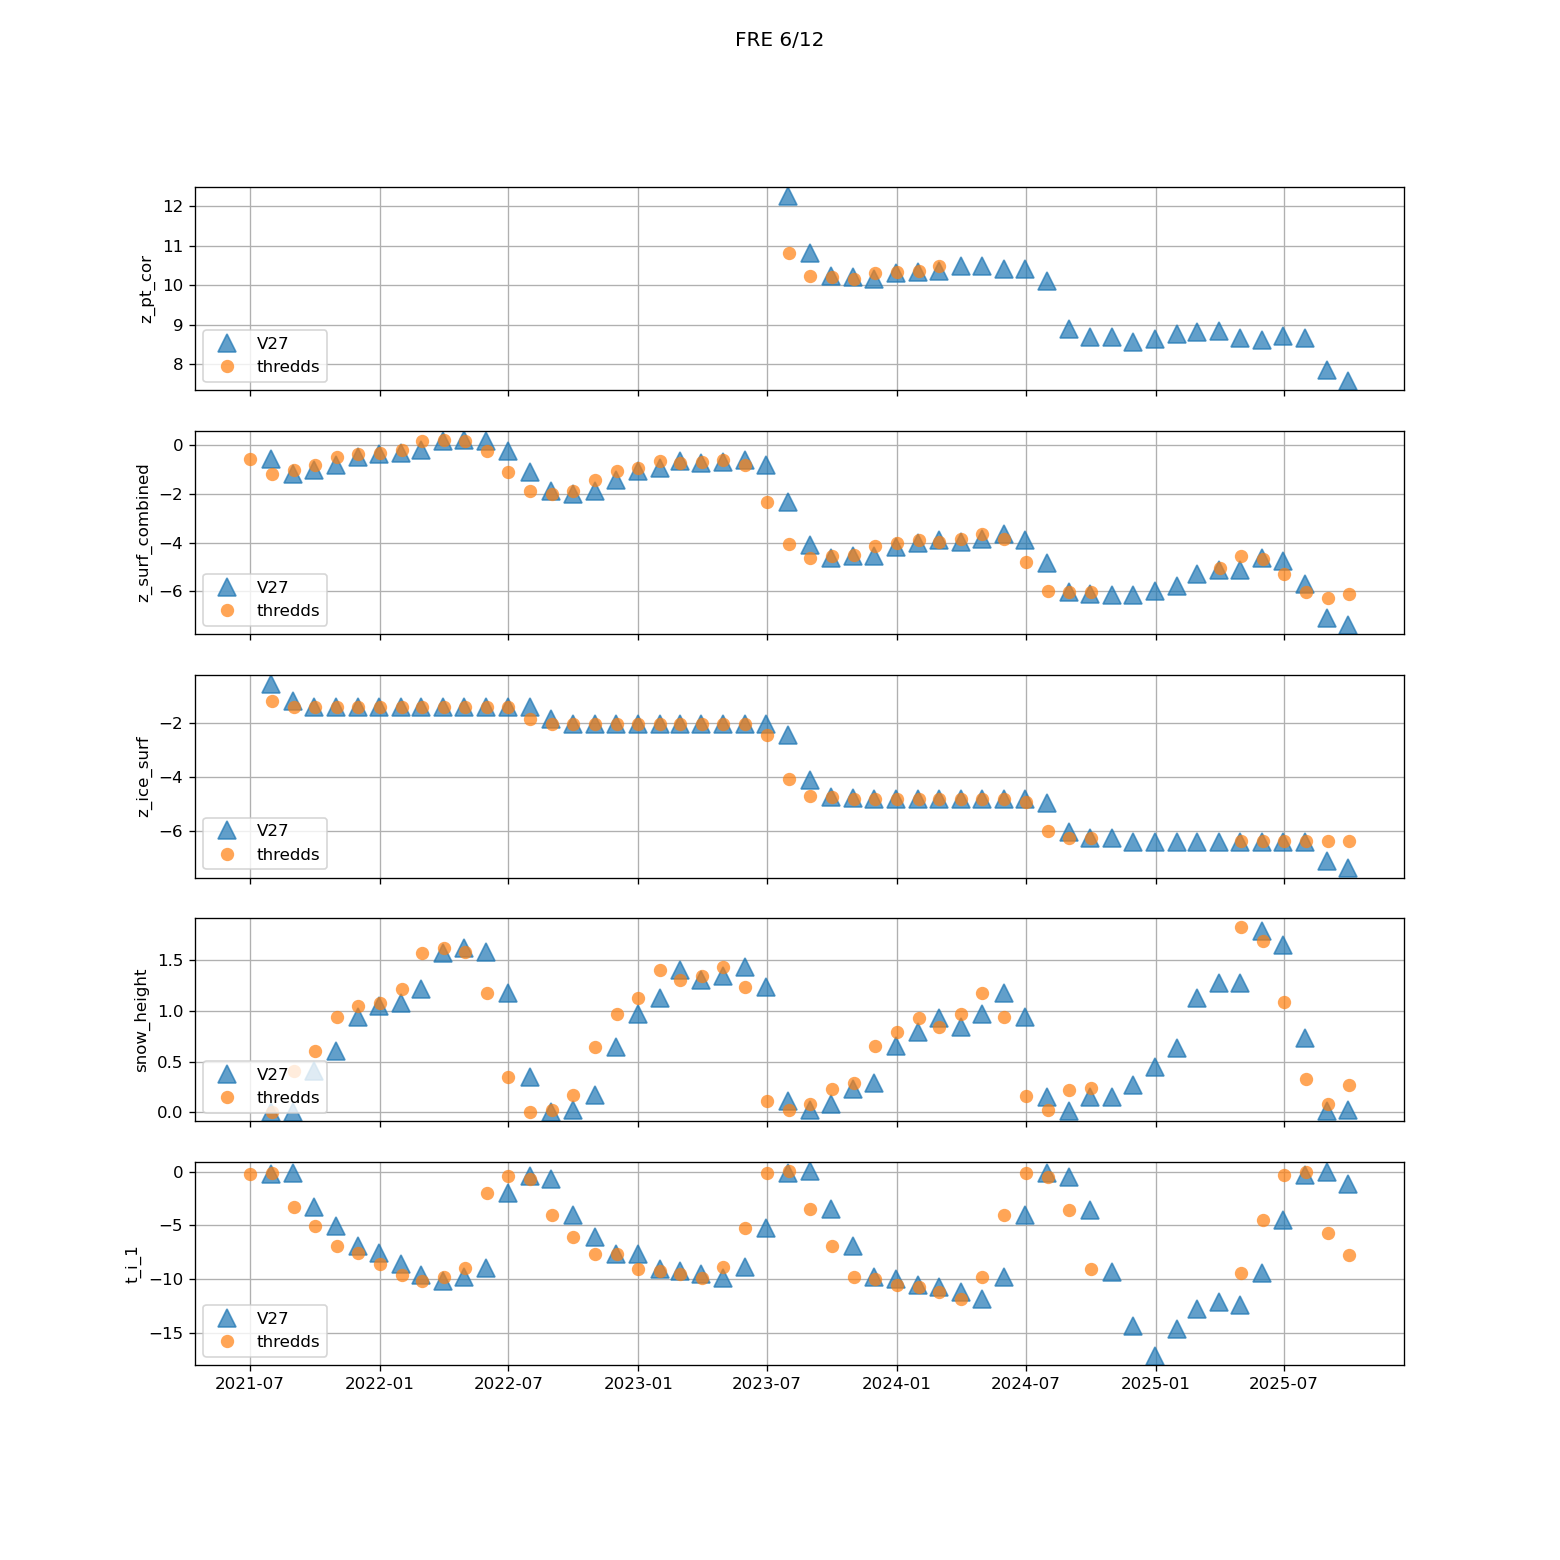 FRE 6/12
z_pt_cor
12
11
10
9
8
V27
thredds
z_surf_combined
0
−2
−4
−6
V27
thredds
z_ice_surf
−2
−4
−6
V27
thredds
snow_height
1.5
1.0
0.5
0.0
V27
thredds
t_i_1
0
−5
−10
−15
V27
thredds
2021-07 2022-01 2022-07 2023-01 2023-07 2024-01 2024-07 2025-01 2025-07